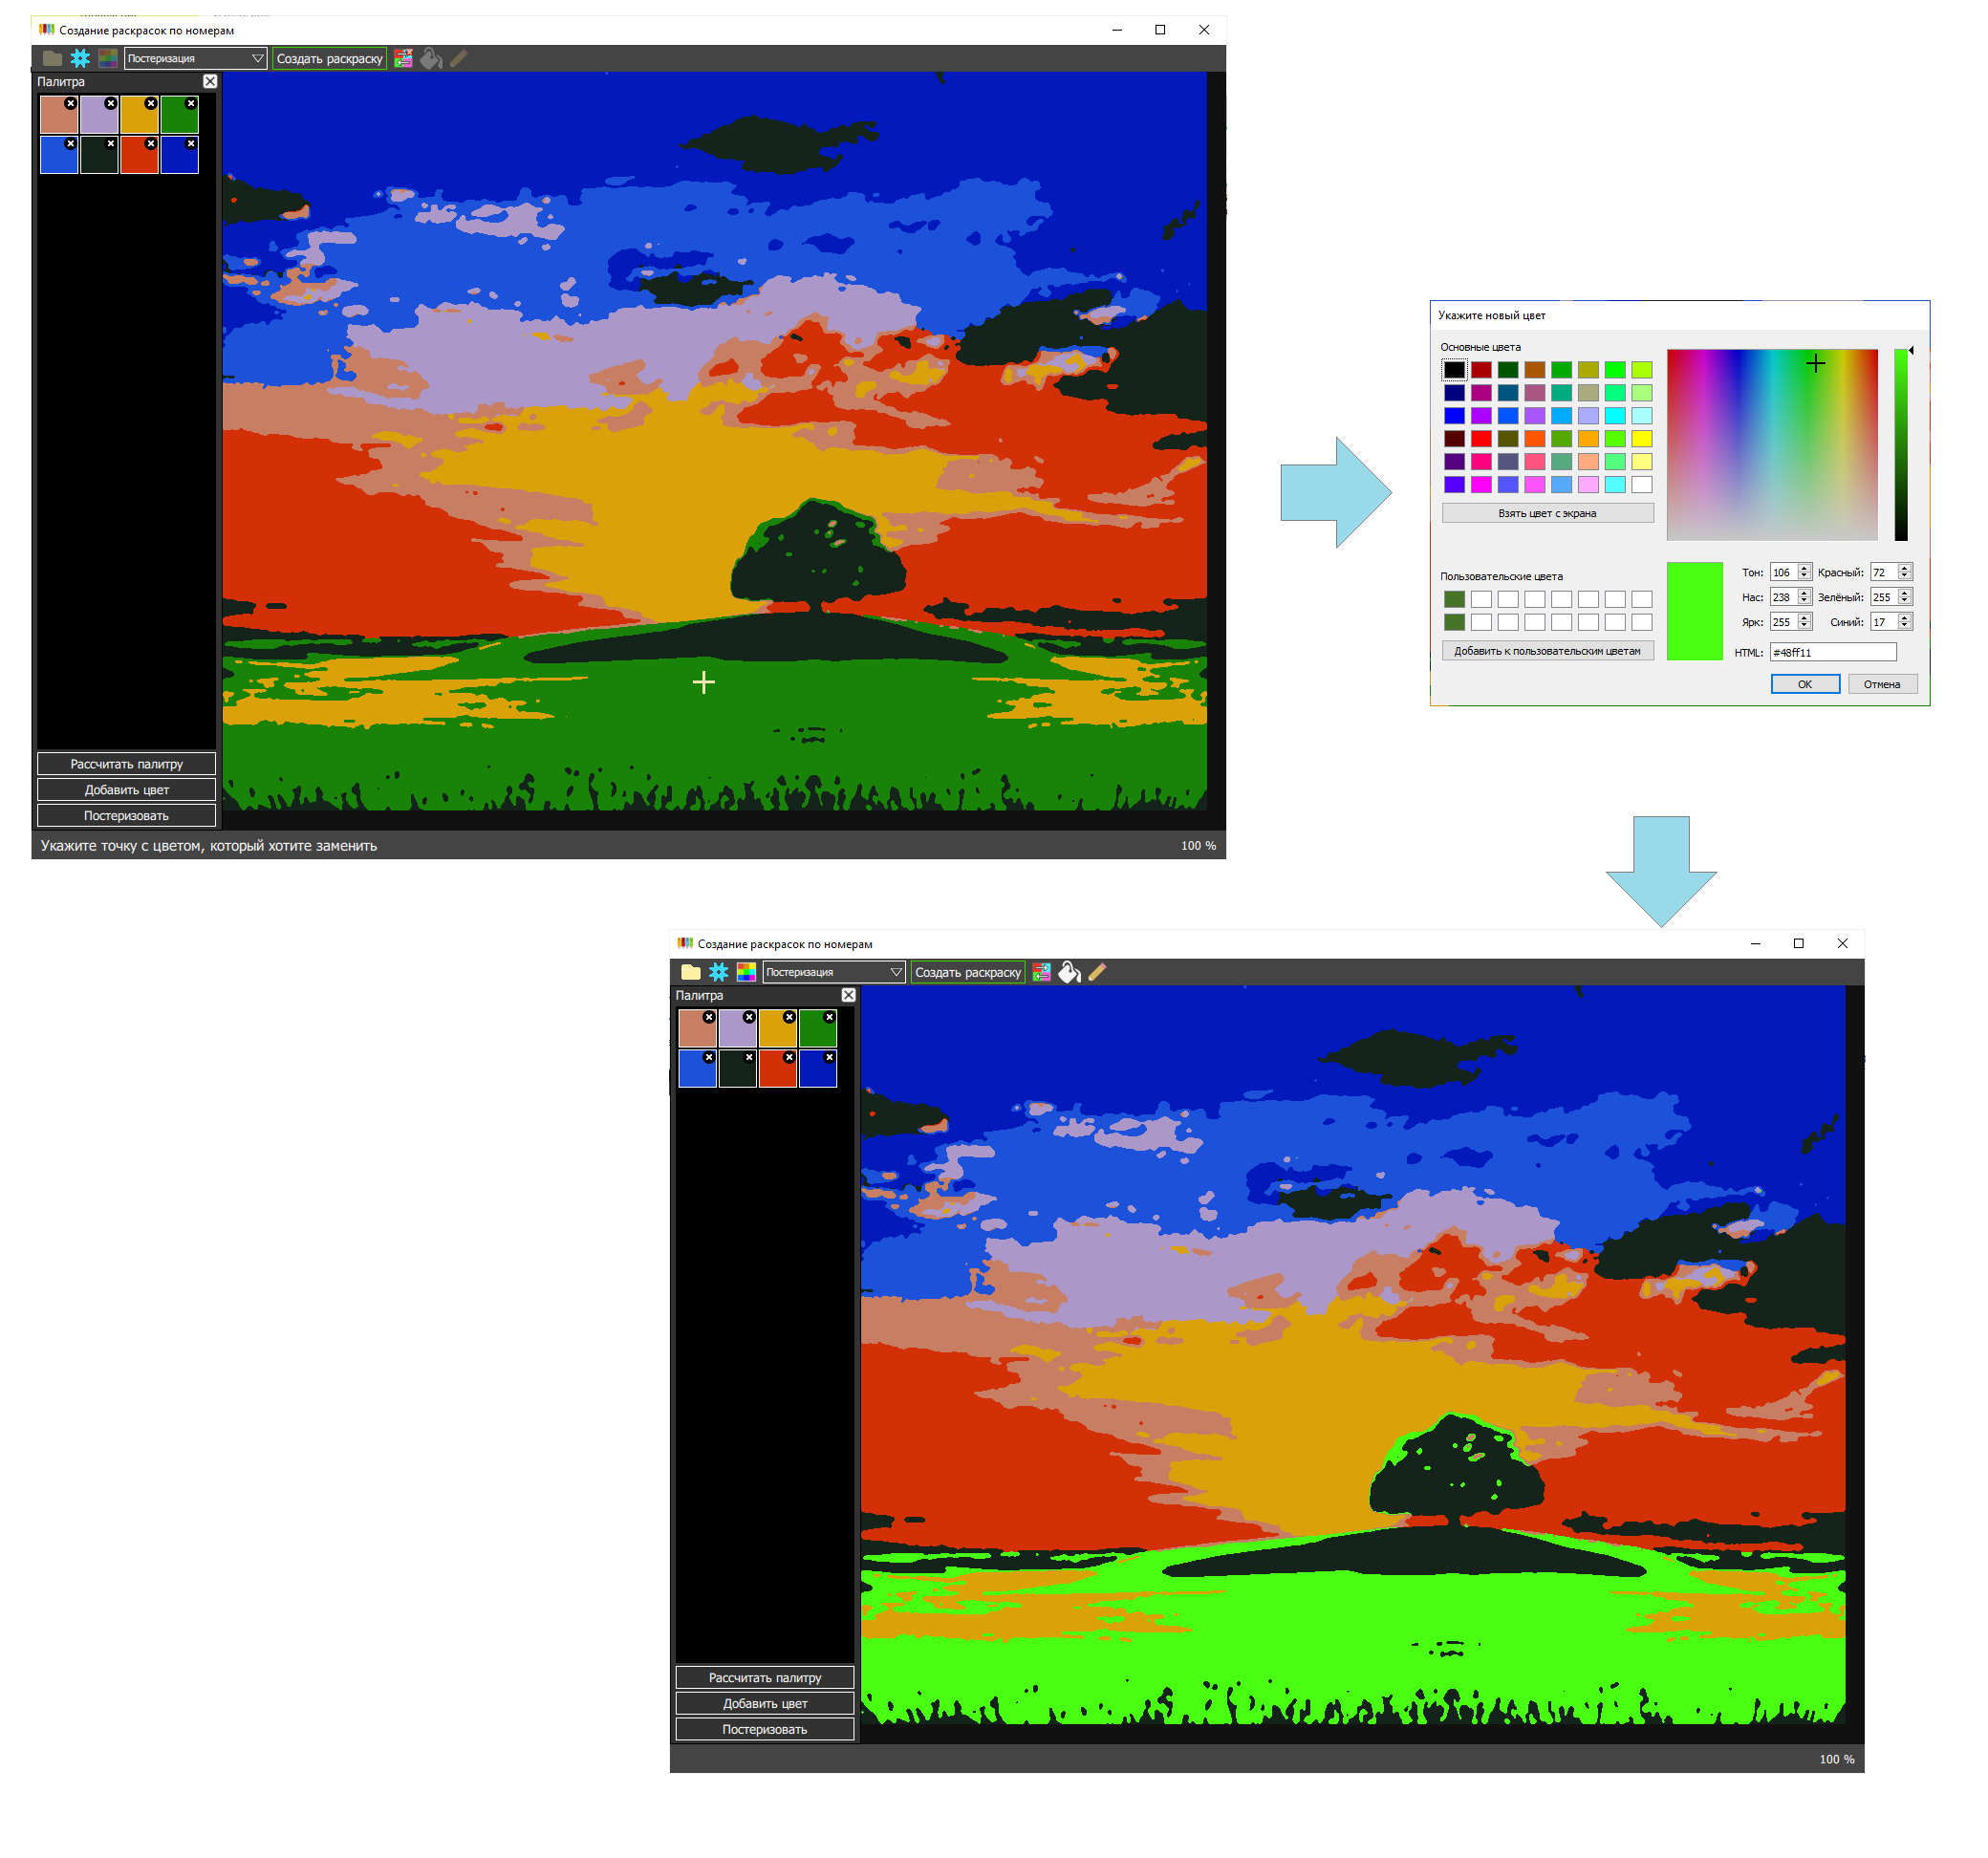 Создание раскрасок по номерам
Постеризация
Создать раскраску
Палитра
Рассчитать палитру
Добавить цвет
Постеризовать
Укажите точку с цветом, который хотите заменить
100 %
Укажите новый цвет
Основные цвета
Взять цвет с экрана
Пользовательские цвета
Добавить к пользовательским цветам
Тон: 106 Красный: 72
Нас: 238 Зелёный: 255
Ярк: 255 Синий: 17
HTML: #48ff11
OK Отмена
Создание раскрасок по номерам
Постеризация
Создать раскраску
Палитра
Рассчитать палитру
Добавить цвет
Постеризовать
100 %